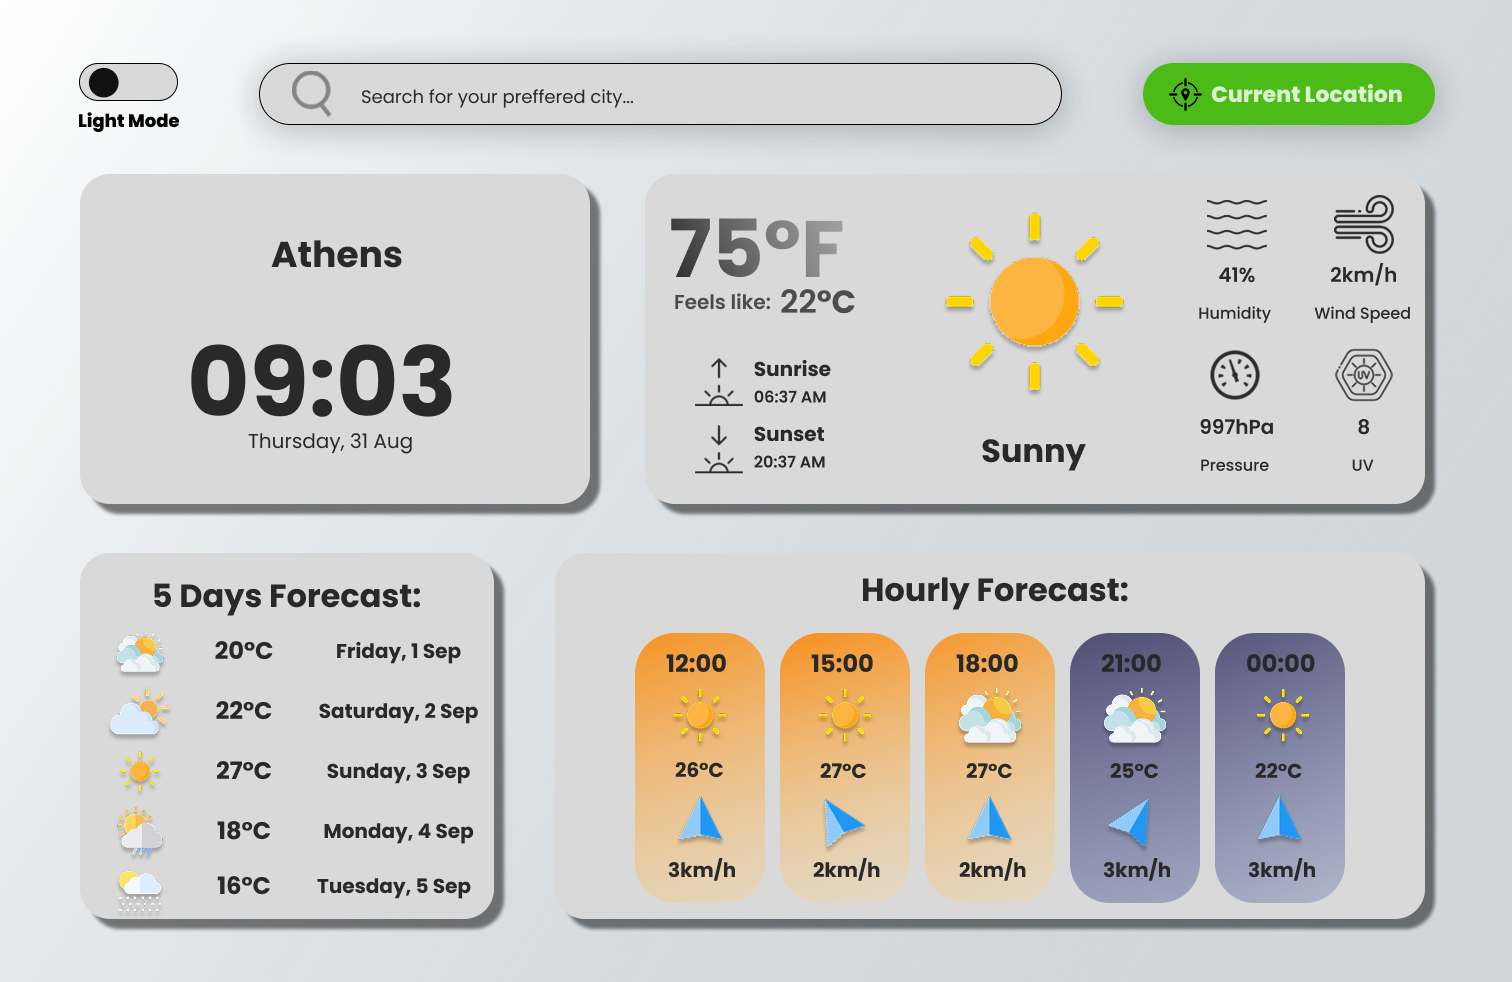 Light Mode
Search for your preffered city...
Current Location
Athens
09:03
Thursday, 31 Aug
75°F
Feels like: 22°C
Sunrise
06:37 AM
Sunset
20:37 AM
Sunny
41%
Humidity
2km/h
Wind Speed
997hPa
Pressure
UV
8
UV
5 Days Forecast:
20°C Friday, 1 Sep
22°C Saturday, 2 Sep
27°C Sunday, 3 Sep
18°C Monday, 4 Sep
16°C Tuesday, 5 Sep
Hourly Forecast:
12:00 15:00 18:00 21:00 00:00
26°C 27°C 27°C 25°C 22°C
3km/h 2km/h 2km/h 3km/h 3km/h